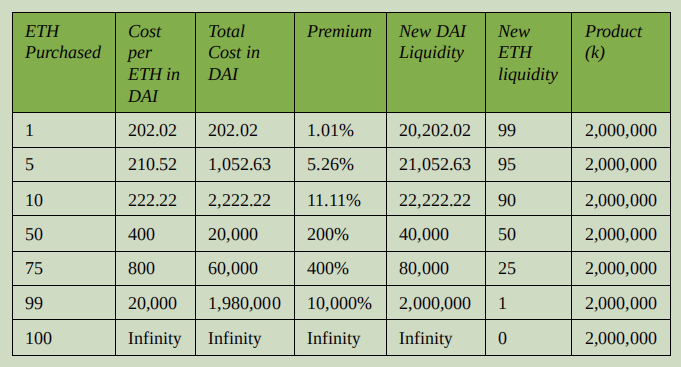 ETH Purchased | Cost per ETH in DAI | Total Cost in DAI | Premium | New DAI Liquidity | New ETH liquidity | Product (k)
1 | 202.02 | 202.02 | 1.01% | 20,202.02 | 99 | 2,000,000
5 | 210.52 | 1,052.63 | 5.26% | 21,052.63 | 95 | 2,000,000
10 | 222.22 | 2,222.22 | 11.11% | 22,222.22 | 90 | 2,000,000
50 | 400 | 20,000 | 200% | 40,000 | 50 | 2,000,000
75 | 800 | 60,000 | 400% | 80,000 | 25 | 2,000,000
99 | 20,000 | 1,980,000 | 10,000% | 2,000,000 | 1 | 2,000,000
100 | Infinity | Infinity | Infinity | Infinity | 0 | 2,000,000